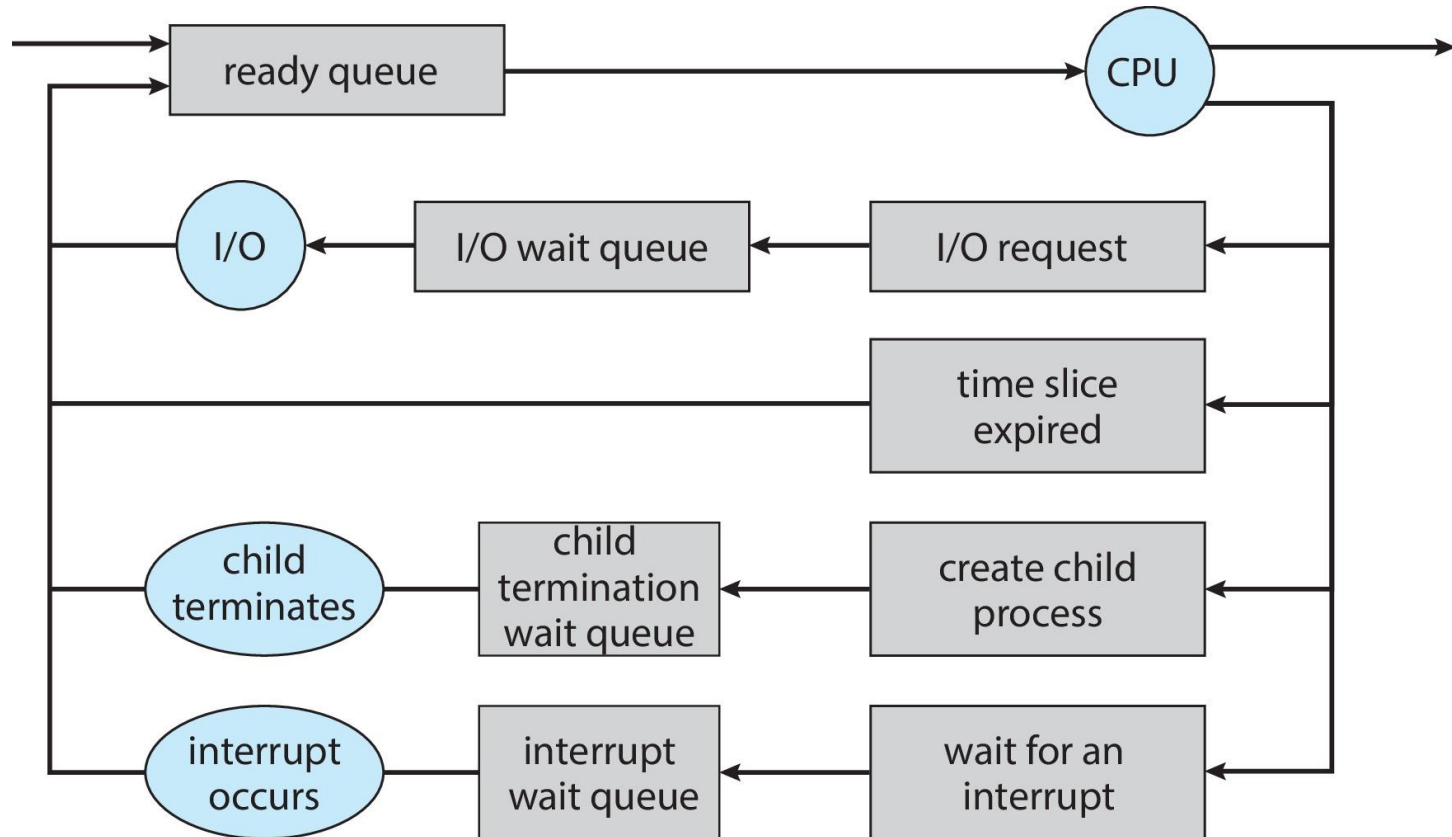 ready queue
CPU
I/O
I/O wait queue
I/O request
time slice
expired
child
terminates
child
termination
wait queue
create child
process
interrupt
occurs
interrupt
wait queue
wait for an
interrupt